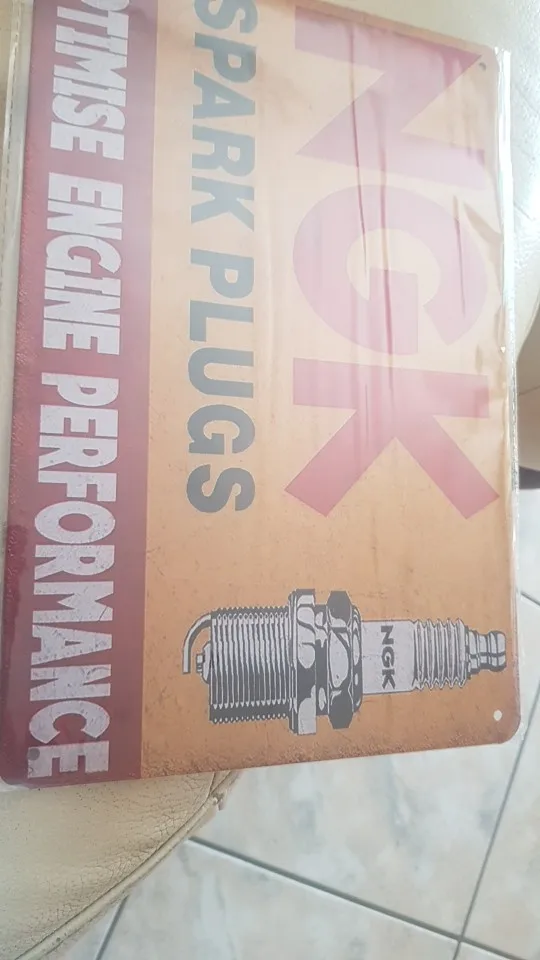 NGK
SPARK PLUGS
NGK
PTIMISE ENGINE PERFORMANCE